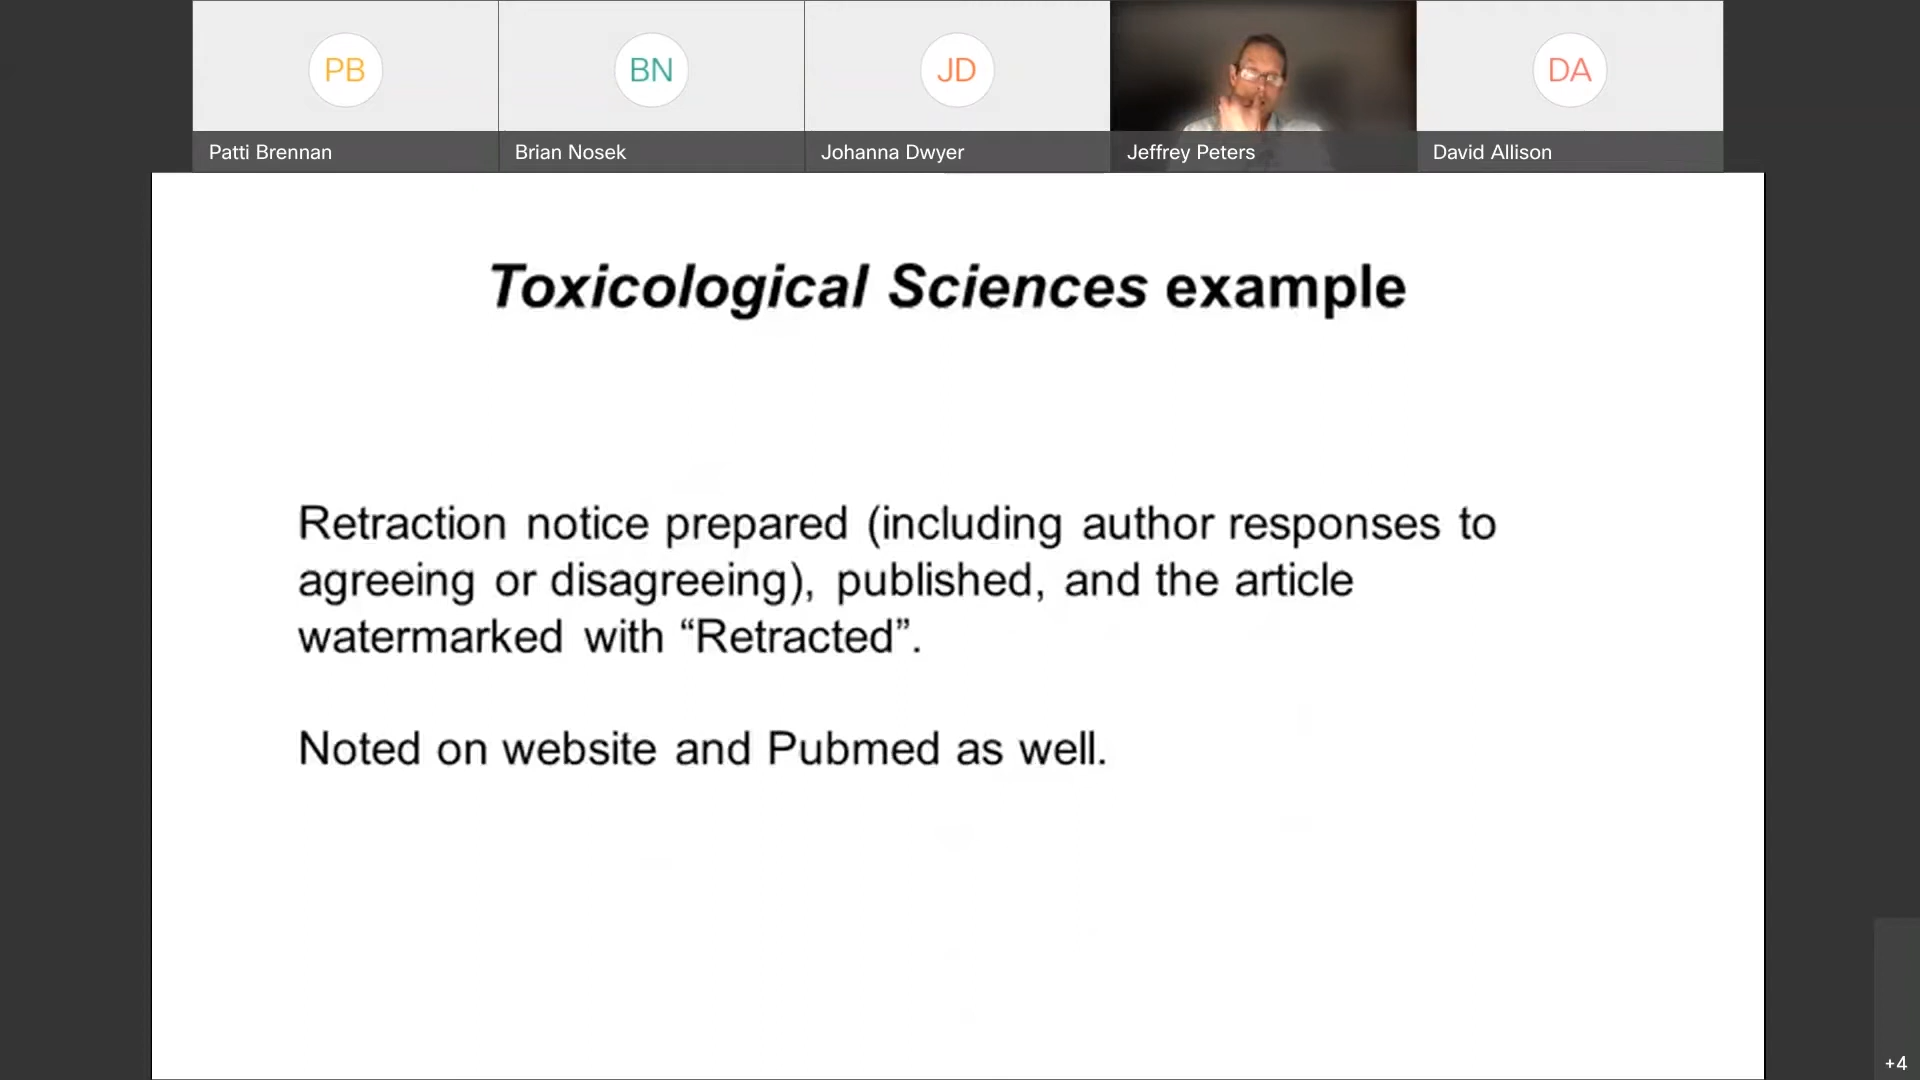 PB
BN
JD
DA
Patti Brennan
Brian Nosek
Johanna Dwyer
Jeffrey Peters
David Allison
Toxicological Sciences example
Retraction notice prepared (including author responses to
agreeing or disagreeing), published, and the article
watermarked with “Retracted”.
Noted on website and Pubmed as well.
+4